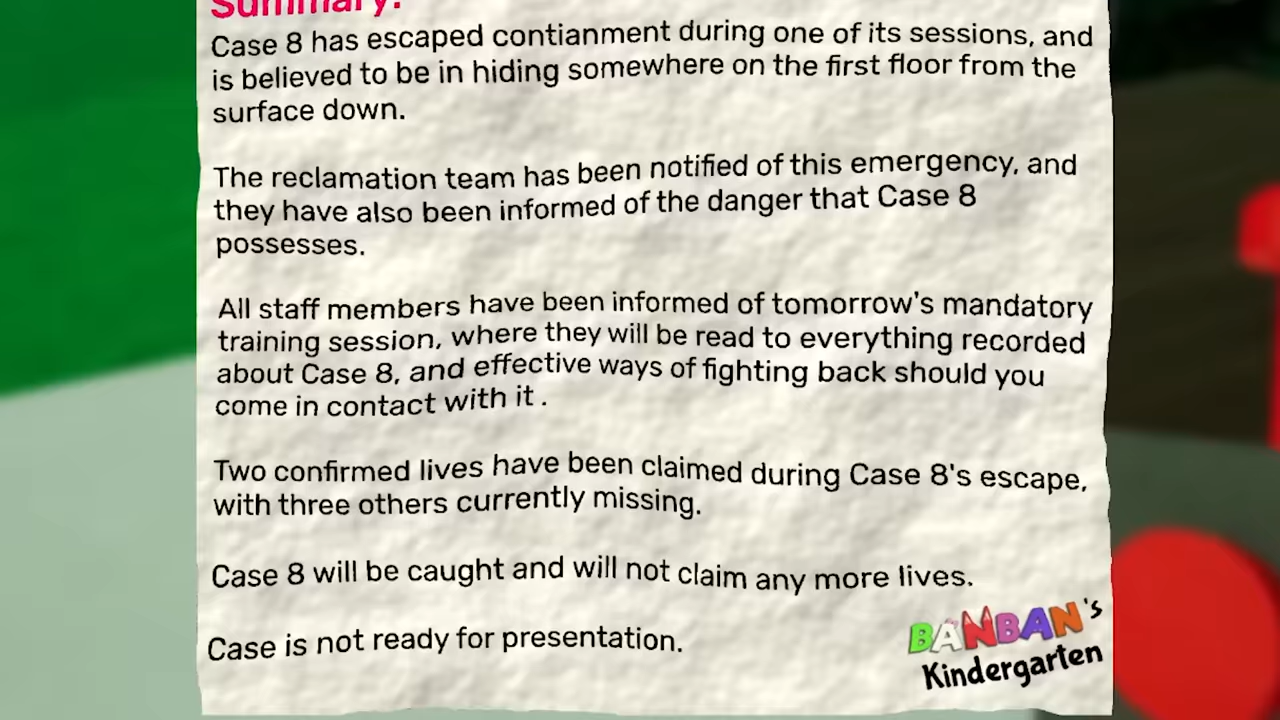 Summary:
Case 8 has escaped contianment during one of its sessions, and
is believed to be in hiding somewhere on the first floor from the
surface down.
The reclamation team has been notified of this emergency, and
they have also been informed of the danger that Case 8
possesses.
All staff members have been informed of tomorrow's mandatory
training session, where they will be read to everything recorded
about Case 8, and effective ways of fighting back should you
come in contact with it .
Two confirmed lives have been claimed during Case 8's escape,
with three others currently missing.
Case 8 will be caught and will not claim any more lives.
Case is not ready for presentation.
BANBAN's
Kindergarten